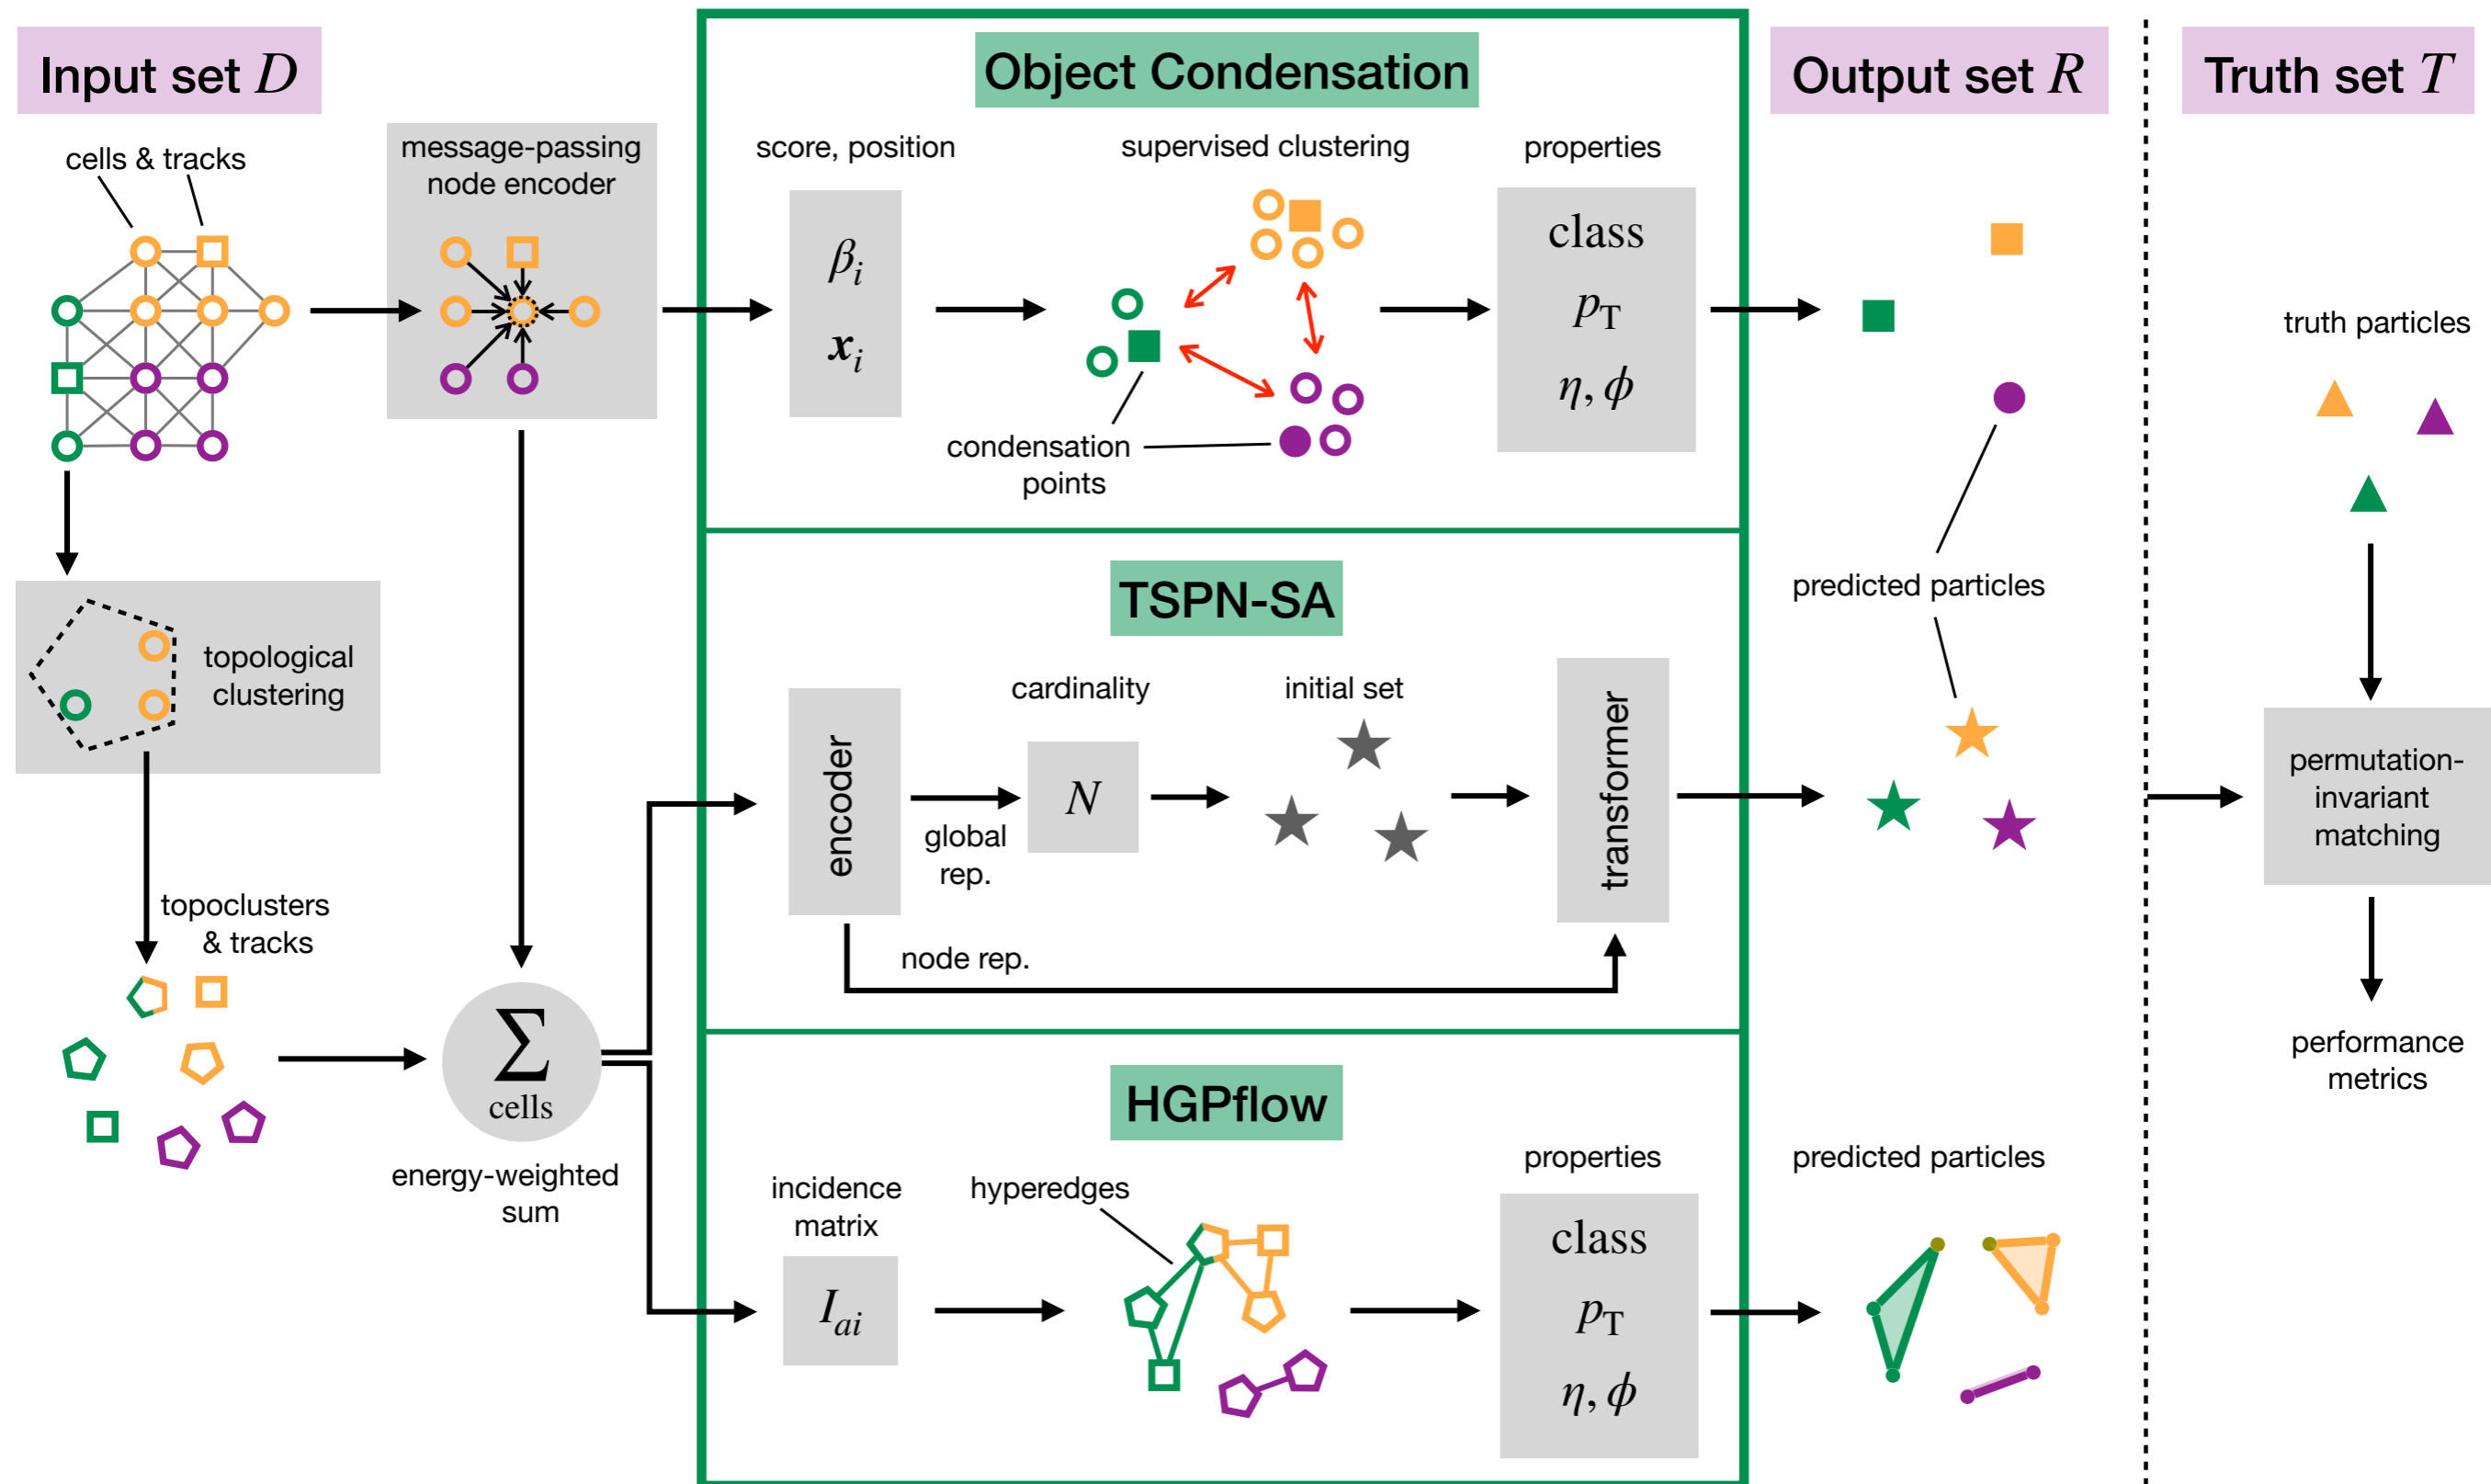 Input set D
cells & tracks
message-passing
node encoder
topological
clustering
topoclusters
& tracks
∑
cells
energy-weighted
sum
Object Condensation
score, position
βᵢ
𝒙ᵢ
supervised clustering
condensation
points
properties
class
p_T
η, ϕ
TSPN-SA
encoder
global
rep.
cardinality
N
initial set
transformer
node rep.
HGPflow
incidence
matrix
I_ai
hyperedges
properties
class
p_T
η, ϕ
Output set R
predicted particles
predicted particles
Truth set T
truth particles
permutation-
invariant
matching
performance
metrics